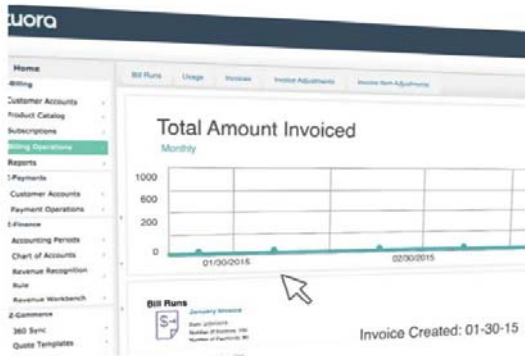 zuora
Home
Z-Billing
Customer Accounts
Product Catalog
Subscriptions
Billing Operations
Reports
Z-Payments
Customer Accounts
Payment Operations
Z-Finance
Accounting Periods
Chart of Accounts
Revenue Recognition
Rule
Revenue Workbench
Z-Commerce
360 Sync
Quote Templates
Bill Runs Usage Invoices Invoice Adjustments Invoice Item Adjustments
Total Amount Invoiced
Monthly
1000
600
200
0
01/30/2015 02/30/2015
Bill Runs
January Invoice
Invoice Created: 01-30-15